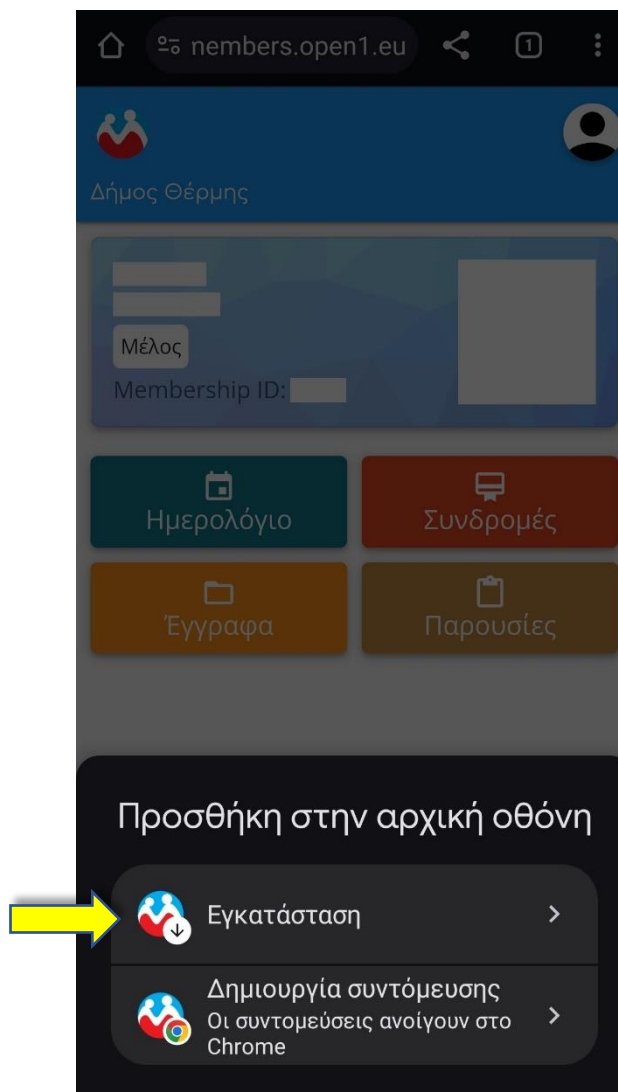 nembers.open1.eu
1
Δήμος Θέρμης
Μέλος
Membership ID:
Ημερολόγιο
Συνδρομές
Έγγραφα
Παρουσίες
Προσθήκη στην αρχική οθόνη
Εγκατάσταση
Δημιουργία συντόμευσης
Οι συντομεύσεις ανοίγουν στο
Chrome